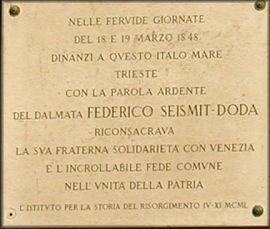 NELLE FERVIDE GIORNATE
DEL 18 E 19 MARZO 1848
DINANZI A QVESTO ITALO MARE
TRIESTE
CON LA PAROLA ARDENTE
DEL DALMATA FEDERICO SEISMIT-DODA
RICONSACRAVA
LA SVA FRATERNA SOLIDARIETA CON VENEZIA
E L'INCROLLABILE FEDE COMVNE
NELL'VNITA DELLA PATRIA
L'ISTITVTO PER LA STORIA DEL RISORGIMENTO IV-XI MCML